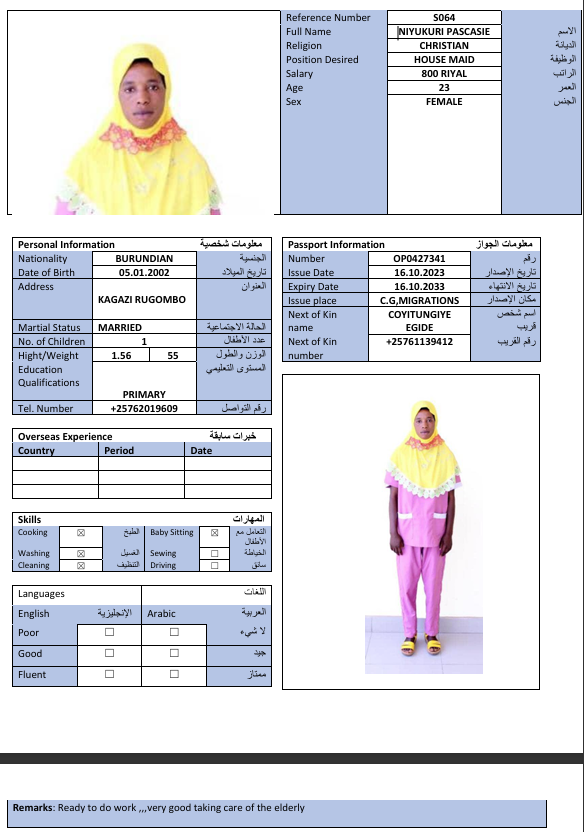 Reference Number S064
Full Name NIYUKURI PASCASIE الاسم
Religion CHRISTIAN الديانة
Position Desired HOUSE MAID الوظيفة
Salary 800 RIYAL الراتب
Age 23 العمر
Sex FEMALE الجنس
Personal Information معلومات شخصية
Nationality BURUNDIAN الجنسية
Date of Birth 05.01.2002 تاريخ الميلاد
Address KAGAZI RUGOMBO العنوان
Martial Status MARRIED الحالة الاجتماعية
No. of Children 1 عدد الأطفال
Hight/Weight 1.56 55 الوزن والطول
Education Qualifications PRIMARY المستوى التعليمي
Tel. Number +25762019609 رقم التواصل
Passport Information معلومات الجواز
Number OP0427341 رقم
Issue Date 16.10.2023 تاريخ الإصدار
Expiry Date 16.10.2033 تاريخ الانتهاء
Issue place C.G,MIGRATIONS مكان الإصدار
Next of Kin name COYITUNGIYE EGIDE اسم شخص قريب
Next of Kin number +25761139412 رقم القريب
Overseas Experience خبرات سابقة
Country Period Date
Skills المهارات
Cooking ☒ الطبخ Baby Sitting ☒ التعامل مع الأطفال
Washing ☒ الغسيل Sewing ☐ الخياطة
Cleaning ☒ التنظيف Driving ☐ سائق
Languages اللغات
English الإنجليزية Arabic العربية
Poor ☐ ☐ لا شيء
Good ☐ ☐ جيد
Fluent ☐ ☐ ممتاز
Remarks: Ready to do work ,,,very good taking care of the elderly